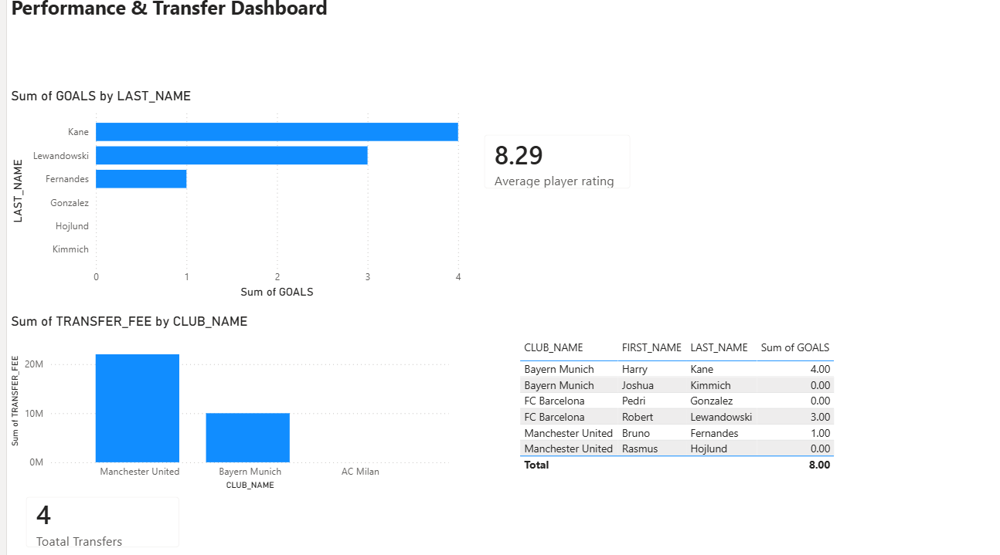 Performance & Transfer Dashboard
Sum of GOALS by LAST_NAME
LAST_NAME
Kane
Lewandowski
Fernandes
Gonzalez
Hojlund
Kimmich
0 1 2 3 4
Sum of GOALS
8.29
Average player rating
Sum of TRANSFER_FEE by CLUB_NAME
Sum of TRANSFER_FEE
20M
10M
0M
Manchester United Bayern Munich AC Milan
CLUB_NAME
CLUB_NAME FIRST_NAME LAST_NAME Sum of GOALS
Bayern Munich Harry Kane 4.00
Bayern Munich Joshua Kimmich 0.00
FC Barcelona Pedri Gonzalez 0.00
FC Barcelona Robert Lewandowski 3.00
Manchester United Bruno Fernandes 1.00
Manchester United Rasmus Hojlund 0.00
Total 8.00
4
Toatal Transfers